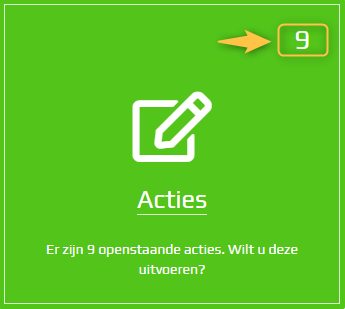 9
Acties
Er zijn 9 openstaande acties. Wilt u deze
uitvoeren?